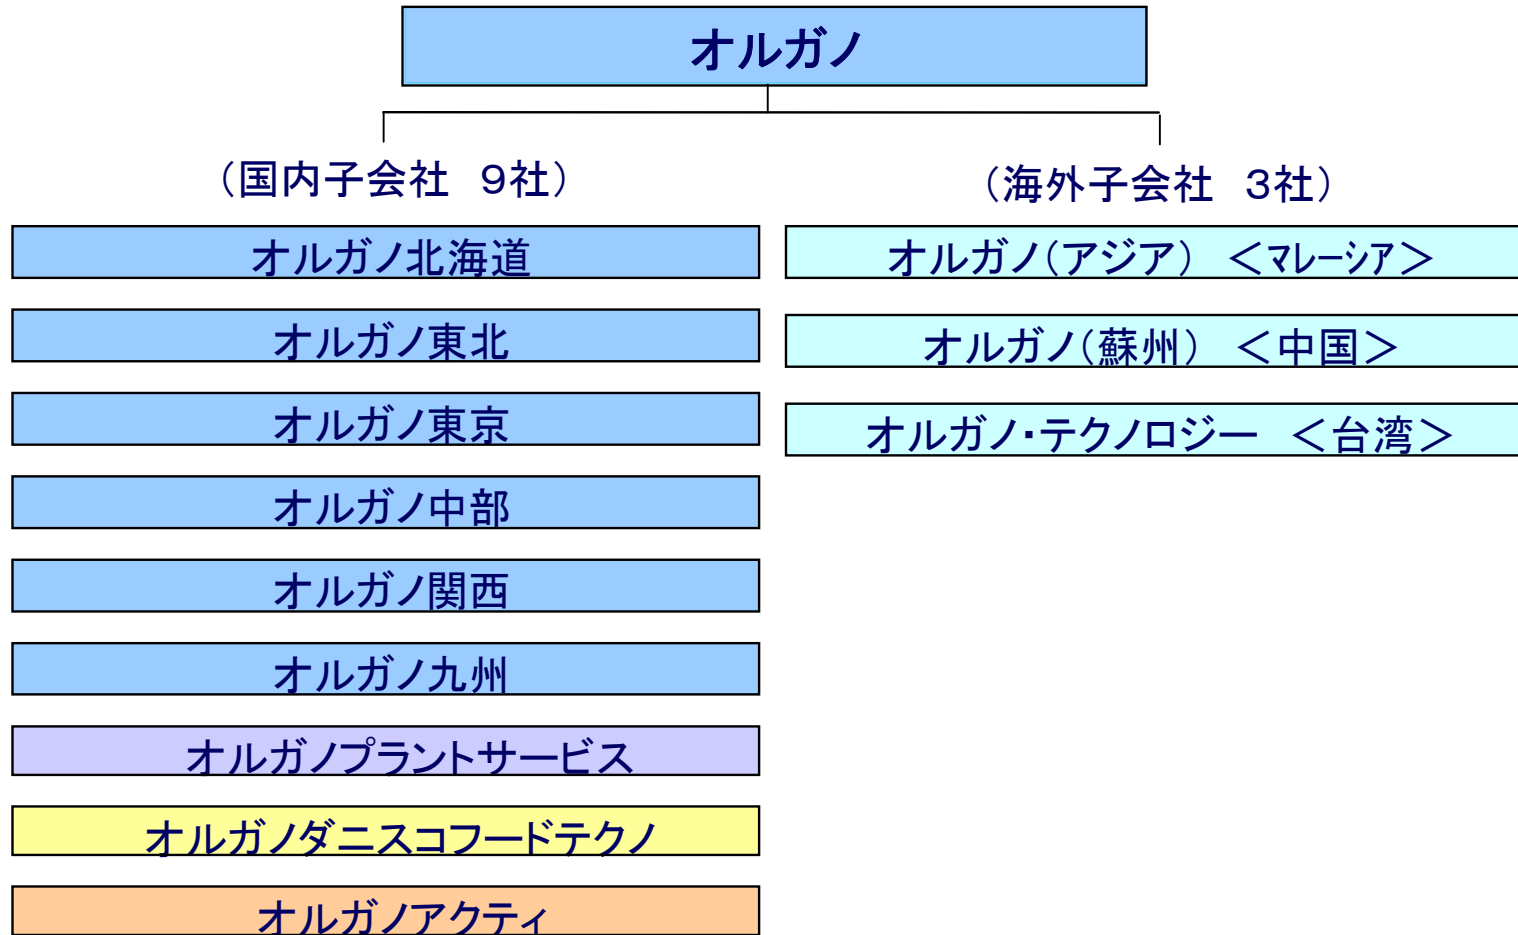 オルガノ
（国内子会社　９社）
オルガノ北海道
オルガノ東北
オルガノ東京
オルガノ中部
オルガノ関西
オルガノ九州
オルガノプラントサービス
オルガノダニスコフードテクノ
オルガノアクティ
（海外子会社　３社）
オルガノ（アジア）　＜ﾏﾚｰｼｱ＞
オルガノ（蘇州）　＜中国＞
オルガノ・テクノロジー　＜台湾＞